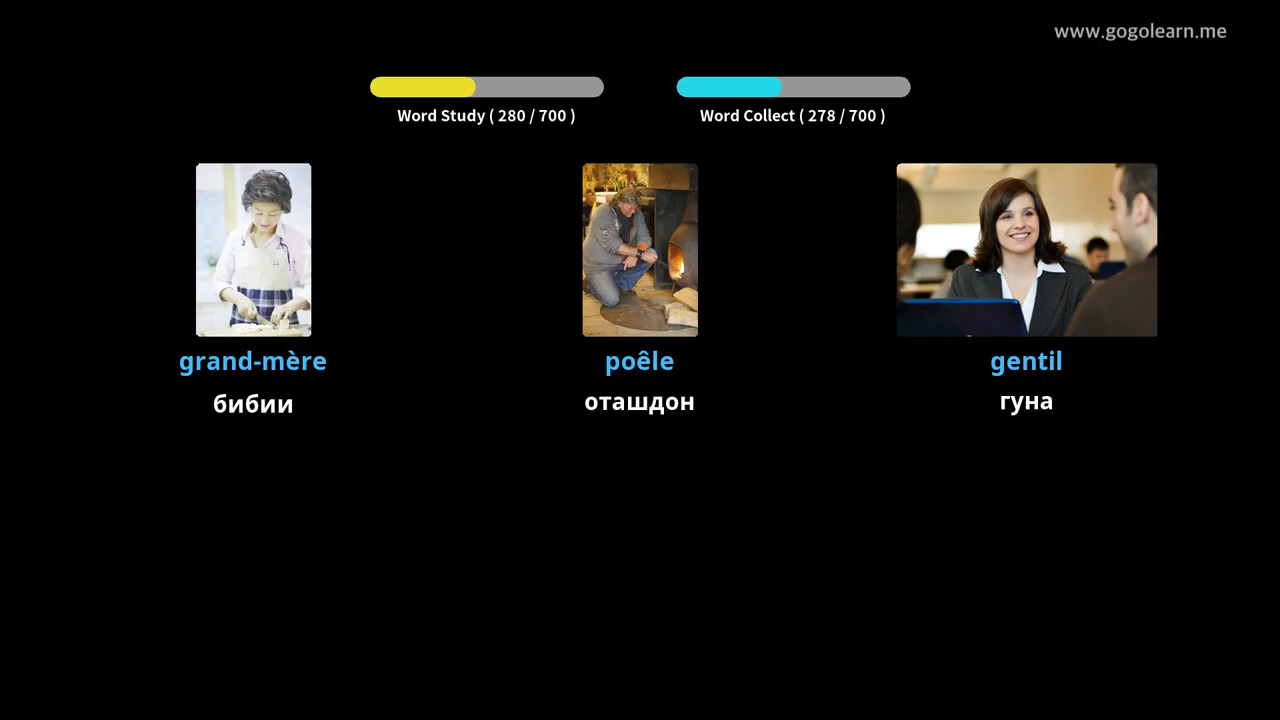 www.gogolearn.me
Word Study ( 280 / 700 )
Word Collect ( 278 / 700 )
grand-mère
poêle
gentil
бибии
оташдон
гуна